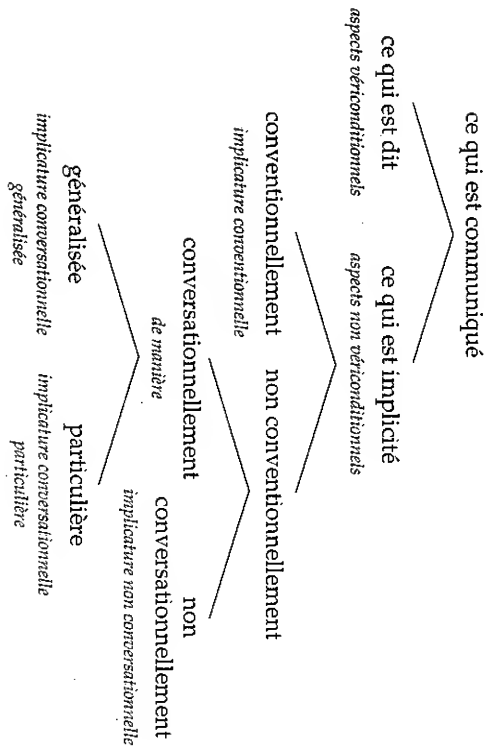 ce qui est communiqué
ce qui est dit
aspects vériconditionnels
ce qui est implicité
aspects non vériconditionnels
conventionnellement
implicature conventionnelle
non conventionnellement
conversationnellement
de manière
non
conversationnellement
implicature non conversationnelle
généralisée
implicature conversationnelle
généralisée
particulière
implicature conversationnelle
particulière